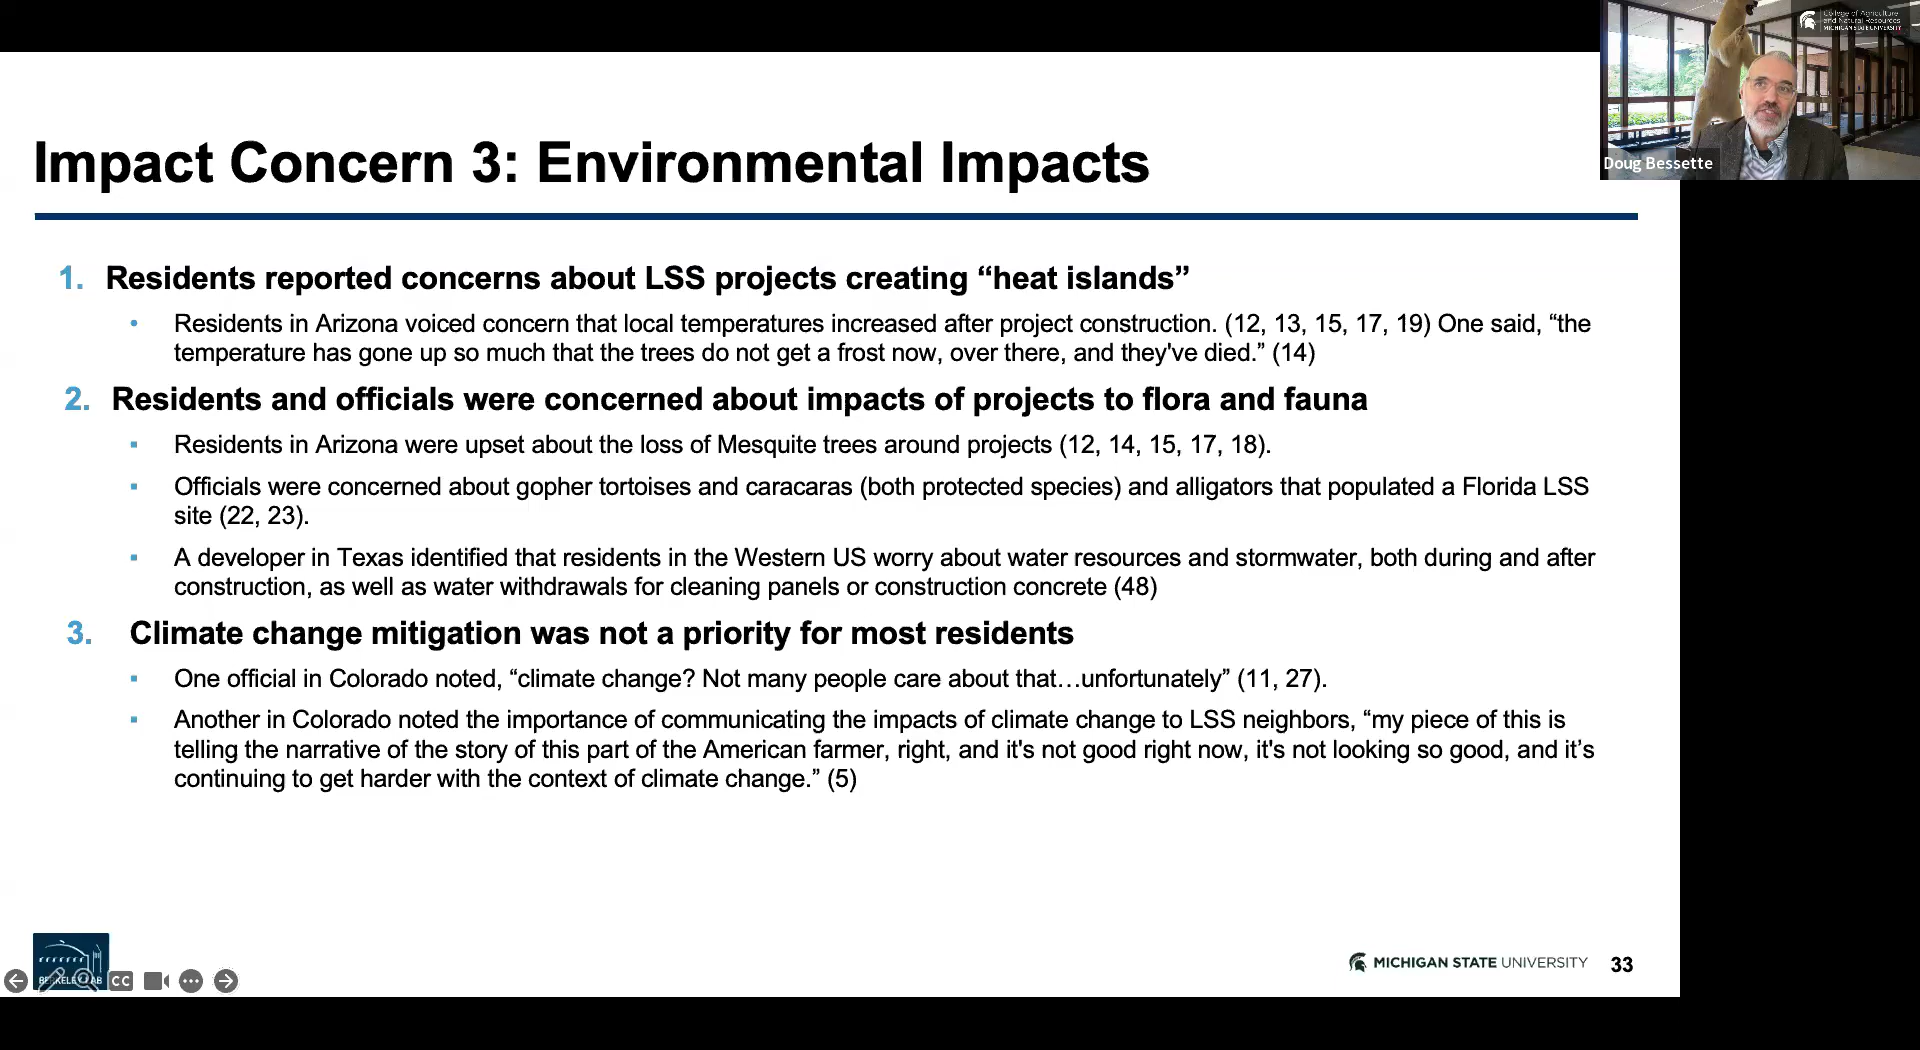 College of Agriculture
and Natural Resources
MICHIGAN STATE UNIVERSITY
Doug Bessette
Impact Concern 3: Environmental Impacts
1. Residents reported concerns about LSS projects creating “heat islands”
• Residents in Arizona voiced concern that local temperatures increased after project construction. (12, 13, 15, 17, 19) One said, “the
temperature has gone up so much that the trees do not get a frost now, over there, and they've died.” (14)
2. Residents and officials were concerned about impacts of projects to flora and fauna
▪ Residents in Arizona were upset about the loss of Mesquite trees around projects (12, 14, 15, 17, 18).
▪ Officials were concerned about gopher tortoises and caracaras (both protected species) and alligators that populated a Florida LSS
site (22, 23).
▪ A developer in Texas identified that residents in the Western US worry about water resources and stormwater, both during and after
construction, as well as water withdrawals for cleaning panels or construction concrete (48)
3. Climate change mitigation was not a priority for most residents
▪ One official in Colorado noted, “climate change? Not many people care about that…unfortunately” (11, 27).
▪ Another in Colorado noted the importance of communicating the impacts of climate change to LSS neighbors, “my piece of this is
telling the narrative of the story of this part of the American farmer, right, and it's not good right now, it's not looking so good, and it’s
continuing to get harder with the context of climate change.” (5)
BERKELEY LAB
CC
MICHIGAN STATE UNIVERSITY
33